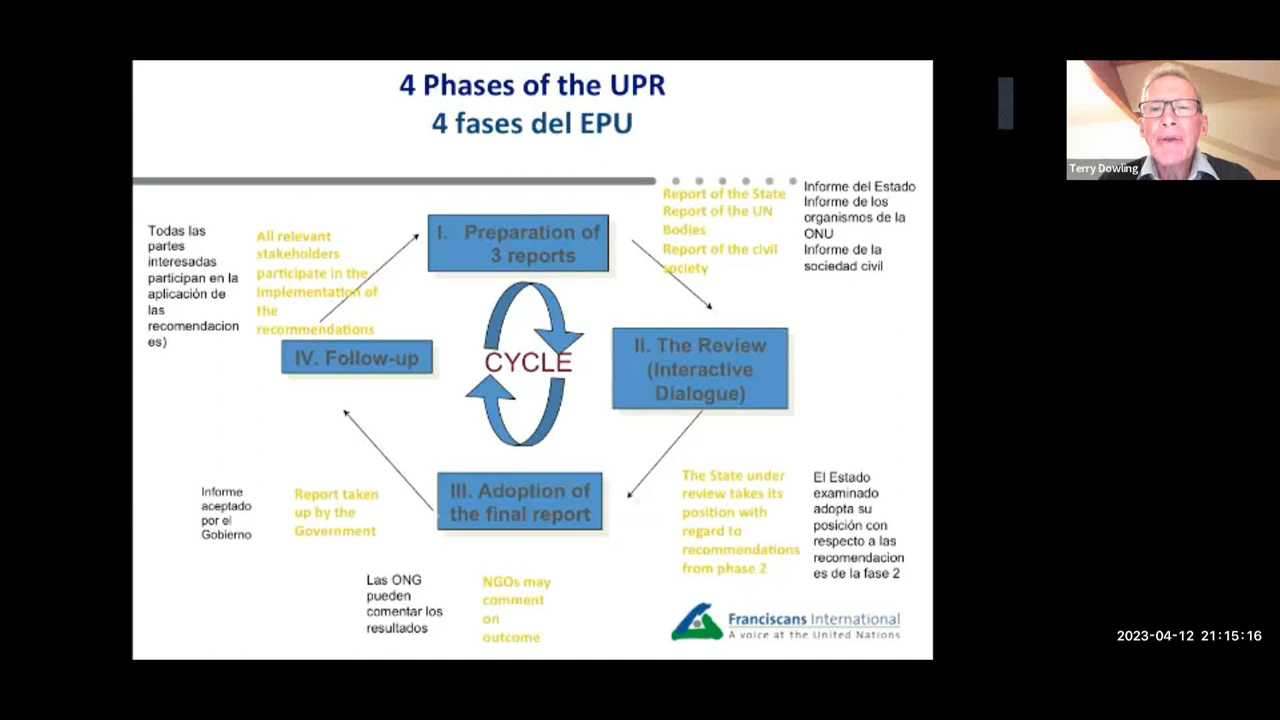 4 Phases of the UPR
4 fases del EPU
Terry Dowling
Todas las
partes
interesadas
participan en la
aplicación de
las
recomendacion
es)
All relevant
stakeholders
participate in the
implementation of
the
recommendations
I. Preparation of
3 reports
Report of the State
Report of the UN
Bodies
Report of the civil
society
Informe del Estado
Informe de los
organismos de la
ONU
Informe de la
sociedad civil
IV. Follow-up
CYCLE
II. The Review
(Interactive
Dialogue)
Informe
aceptado
por el
Gobierno
Report taken
up by the
Government
III. Adoption of
the final report
The State under
review takes its
position with
regard to
recommendations
from phase 2
El Estado
examinado
adopta su
posición con
respecto a las
recomendacion
es de la fase 2
Las ONG
pueden
comentar los
resultados
NGOs may
comment
on
outcome
Franciscans International
A voice at the United Nations
2023-04-12 21:15:16